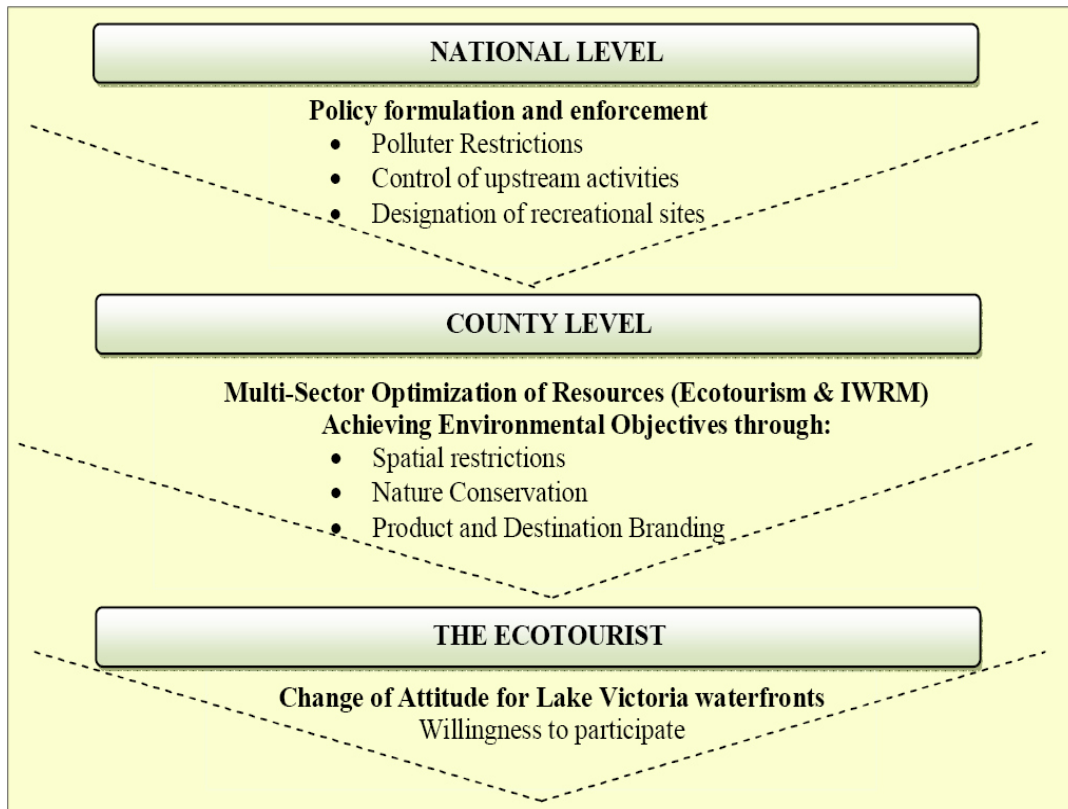 NATIONAL LEVEL
Policy formulation and enforcement
• Polluter Restrictions
• Control of upstream activities
• Designation of recreational sites
COUNTY LEVEL
Multi-Sector Optimization of Resources (Ecotourism & IWRM)
Achieving Environmental Objectives through:
• Spatial restrictions
• Nature Conservation
• Product and Destination Branding
THE ECOTOURIST
Change of Attitude for Lake Victoria waterfronts
Willingness to participate